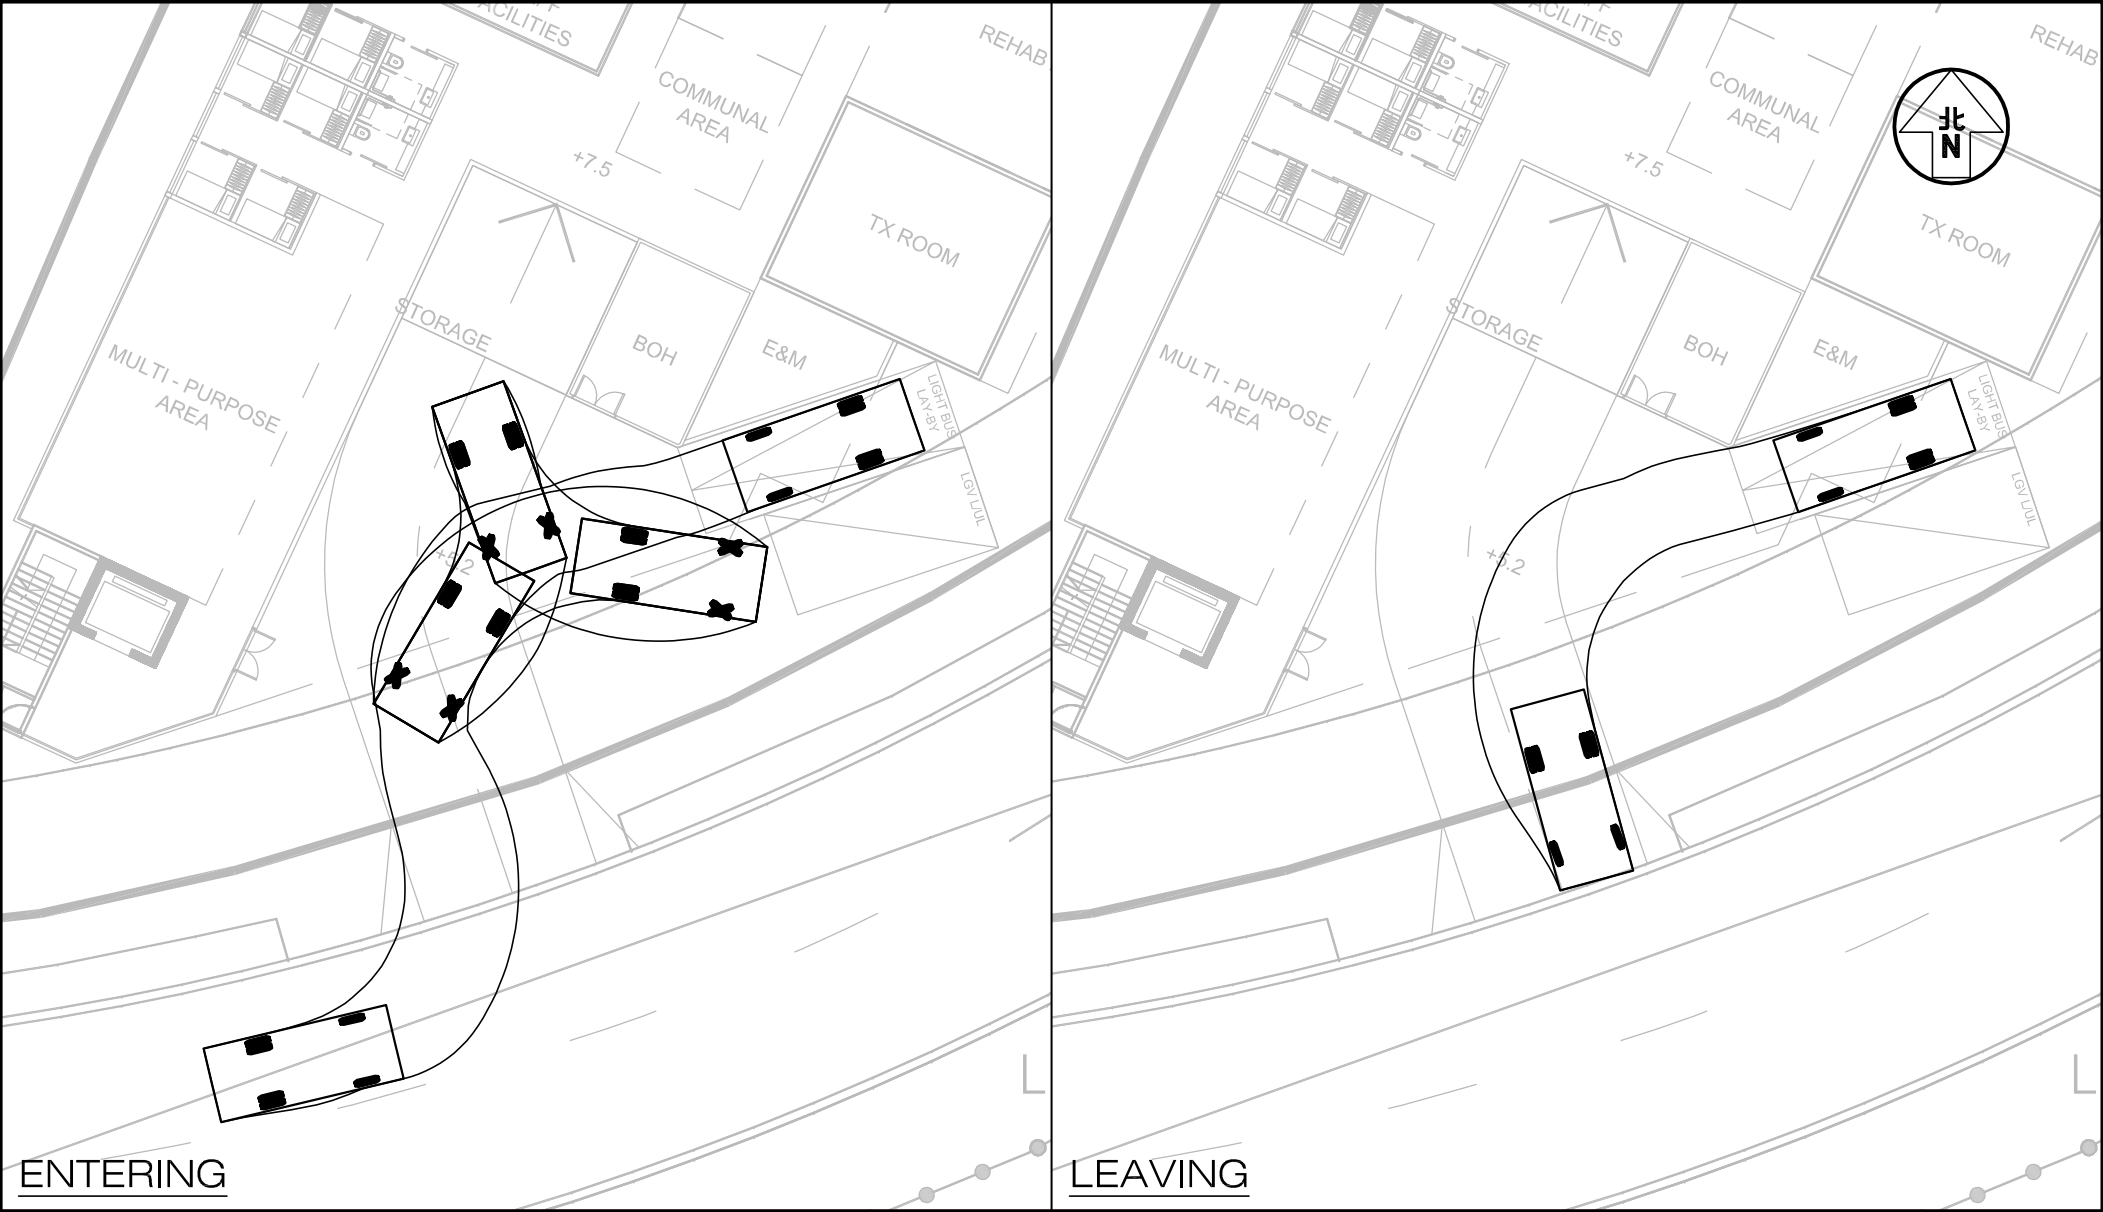 FF
ACILITIES
REHAB
COMMUNAL
AREA
+7.5
TX ROOM
STORAGE
BOH
E&M
MULTI - PURPOSE
AREA
LIGHT BUS
LAY-BY
LGV L/UL
+5.2
L
ENTERING
FF
ACILITIES
REHAB
COMMUNAL
AREA
北
N
+7.5
TX ROOM
STORAGE
BOH
E&M
MULTI - PURPOSE
AREA
LIGHT BUS
LAY-BY
LGV L/UL
+5.2
L
LEAVING